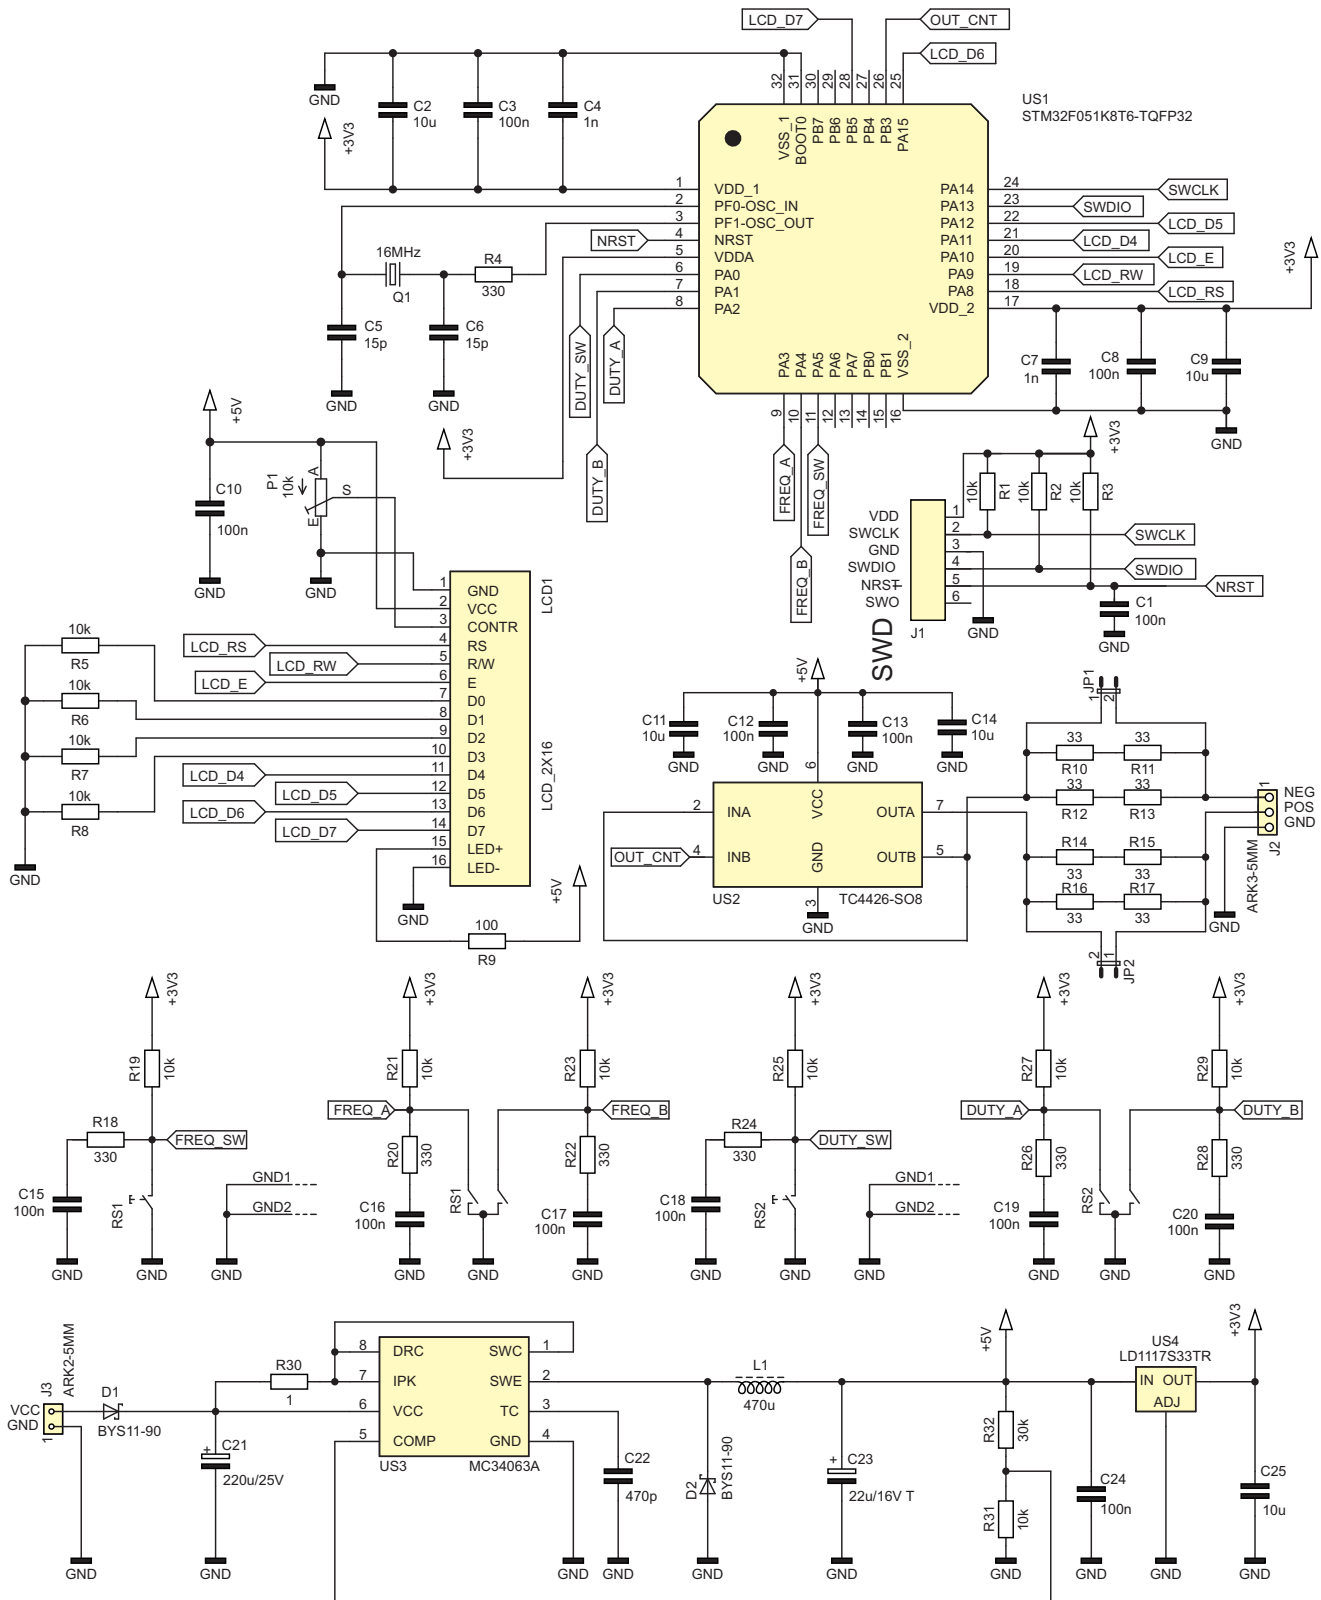 LCD_D7
OUT_CNT
LCD_D6
GND
+3V3
C2
10u
C3
100n
C4
1n
32
31
30
29
28
27
26
25
US1
STM32F051K8T6-TQFP32
VSS_1
BOOT0
PB7
PB6
PB5
PB4
PB3
PA15
1 VDD_1
2 PF0-OSC_IN
3 PF1-OSC_OUT
4 NRST
5 VDDA
6 PA0
7 PA1
8 PA2
PA14 24 SWCLK
PA13 23 SWDIO
PA12 22 LCD_D5
PA11 21 LCD_D4
PA10 20 LCD_E
PA9 19 LCD_RW
PA8 18 LCD_RS
VDD_2 17
+3V3
NRST
16MHz
Q1
R4
330
C5
15p
C6
15p
GND
GND
DUTY_SW
DUTY_A
DUTY_B
+3V3
PA3
PA4
PA5
PA6
PA7
PB0
PB1
VSS_2
9
10
11
12
13
14
15
16
FREQ_A
FREQ_B
FREQ_SW
C7
1n
C8
100n
C9
10u
GND
+5V
C10
100n
GND
P1
10k
A
S
E
GND
+3V3
10k
R1
10k
R2
10k
R3
VDD 1
SWCLK 2
GND 3
SWDIO 4
NRST 5
SWO 6
J1
SWD
SWCLK
SWDIO
NRST
GND
C1
100n
GND
LCD1
LCD_2X16
1 GND
2 VCC
3 CONTR
4 RS
5 R/W
6 E
7 D0
8 D1
9 D2
10 D3
11 D4
12 D5
13 D6
14 D7
15 LED+
16 LED-
LCD_RS
LCD_RW
LCD_E
LCD_D4
LCD_D5
LCD_D6
LCD_D7
10k
R5
10k
R6
10k
R7
10k
R8
GND
GND
+5V
100
R9
+5V
C11
10u
C12
100n
C13
100n
C14
10u
GND
GND
GND
GND
6
VCC
2 INA
OUTA 7
4 INB
OUTB 5
GND
3
OUT_CNT
US2
TC4426-SO8
GND
JP1
1
2
33
R10
33
R11
33
R12
33
R13
R14
33
R15
33
R16
33
R17
33
2
1
JP2
1
NEG
POS
GND
J2
ARK3-5MM
GND
+3V3
R19
10k
R18
330
FREQ_SW
C15
100n
RS1
GND
GND
GND1
GND2
GND
+3V3
R21
10k
FREQ_A
R20
330
C16
100n
GND
RS1
GND
+3V3
R23
10k
FREQ_B
R22
330
C17
100n
GND
+3V3
R25
10k
R24
330
DUTY_SW
C18
100n
RS2
GND
GND
GND1
GND2
GND
+3V3
R27
10k
DUTY_A
R26
330
C19
100n
GND
RS2
GND
+3V3
R29
10k
DUTY_B
R28
330
C20
100n
GND
J3
ARK2-5MM
VCC
GND
1
D1
BYS11-90
GND
C21
+
220u/25V
GND
R30
1
8 DRC
7 IPK
6 VCC
5 COMP
SWC 1
SWE 2
TC 3
GND 4
US3
MC34063A
GND
C22
470p
GND
D2
BYS11-90
GND
L1
470u
+
C23
22u/16V T
GND
+5V
R32
30k
R31
10k
GND
C24
100n
GND
US4
LD1117S33TR
IN OUT
ADJ
GND
+3V3
C25
10u
GND